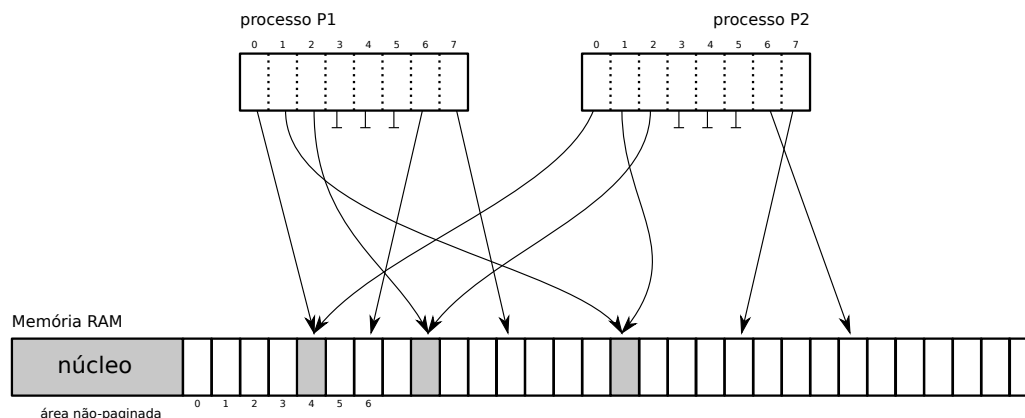 processo P1
processo P2
0 1 2 3 4 5 6 7
0 1 2 3 4 5 6 7
Memória RAM
núcleo
0 1 2 3 4 5 6
área não-paginada